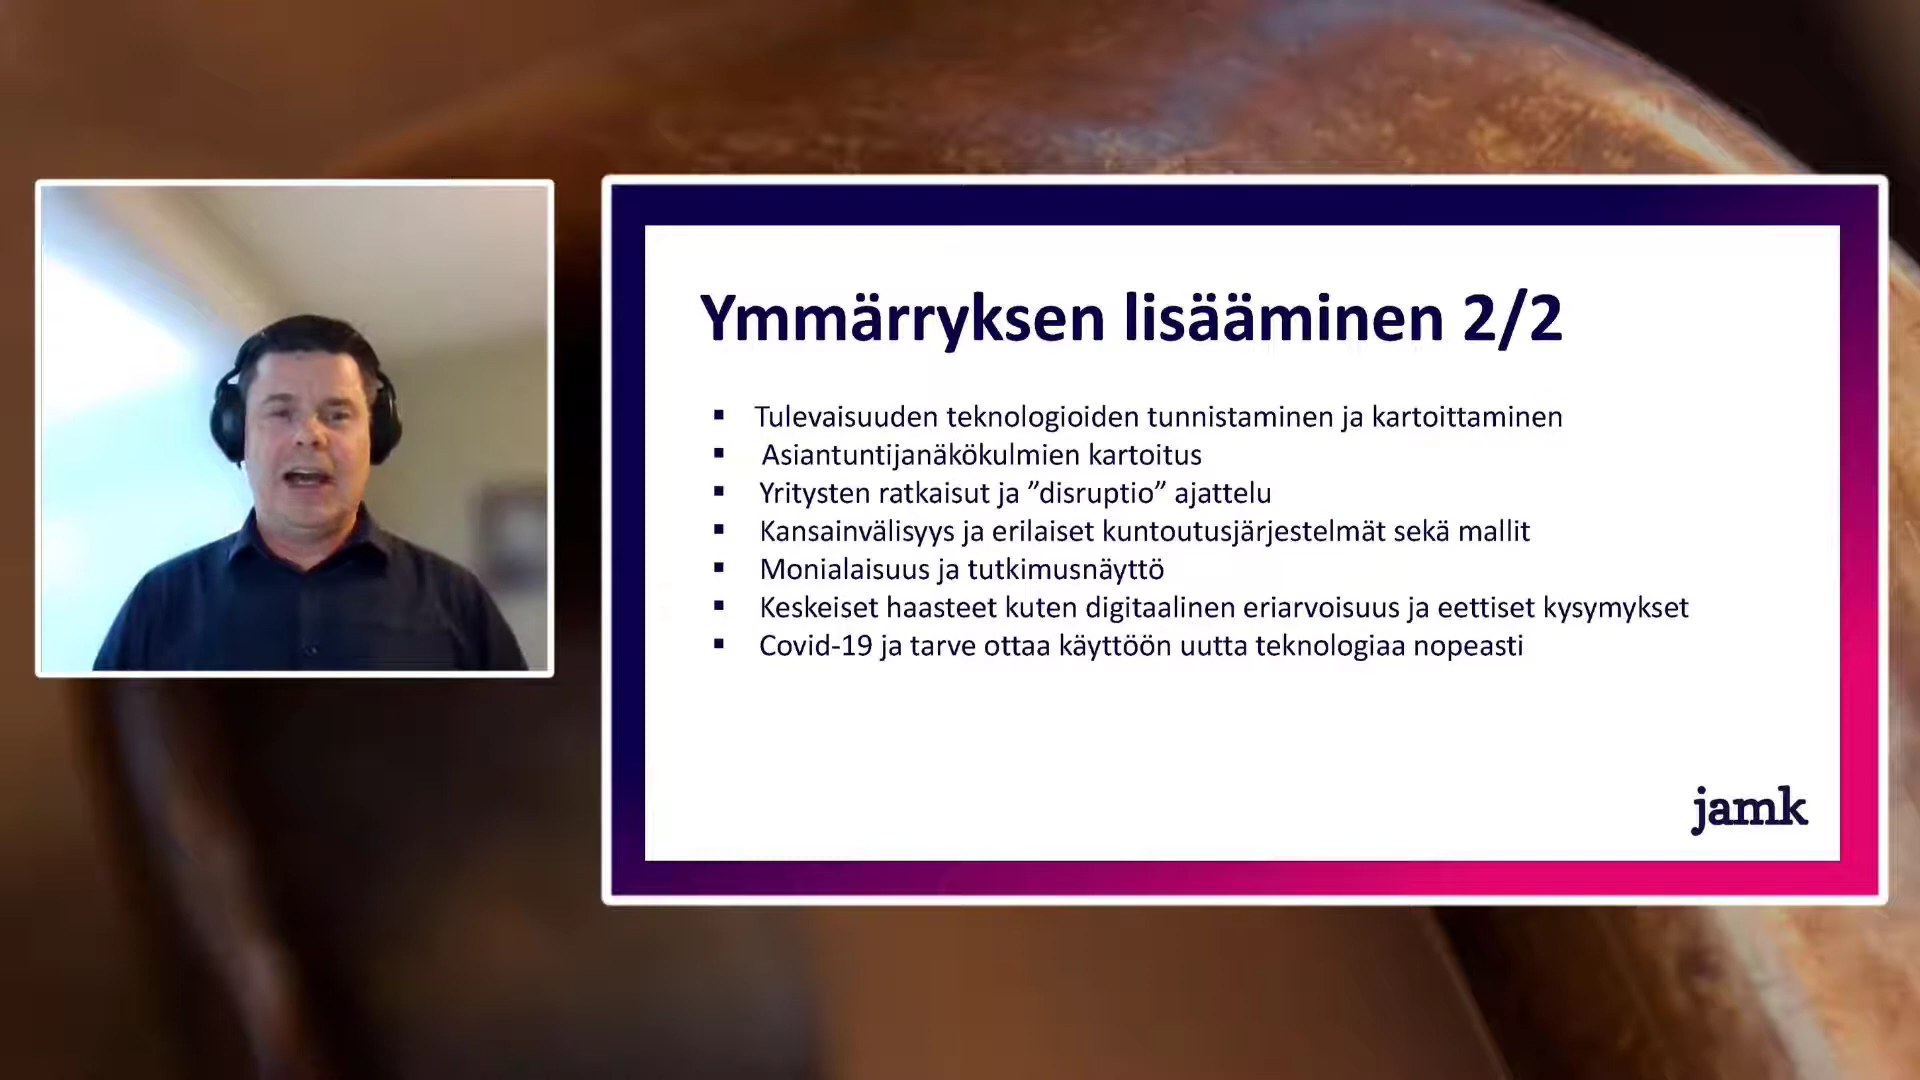 Ymmärryksen lisääminen 2/2
▪ Tulevaisuuden teknologioiden tunnistaminen ja kartoittaminen
▪ Asiantuntijanäkökulmien kartoitus
▪ Yritysten ratkaisut ja ”disruptio” ajattelu
▪ Kansainvälisyys ja erilaiset kuntoutusjärjestelmät sekä mallit
▪ Monialaisuus ja tutkimusnäyttö
▪ Keskeiset haasteet kuten digitaalinen eriarvoisuus ja eettiset kysymykset
▪ Covid-19 ja tarve ottaa käyttöön uutta teknologiaa nopeasti
jamk